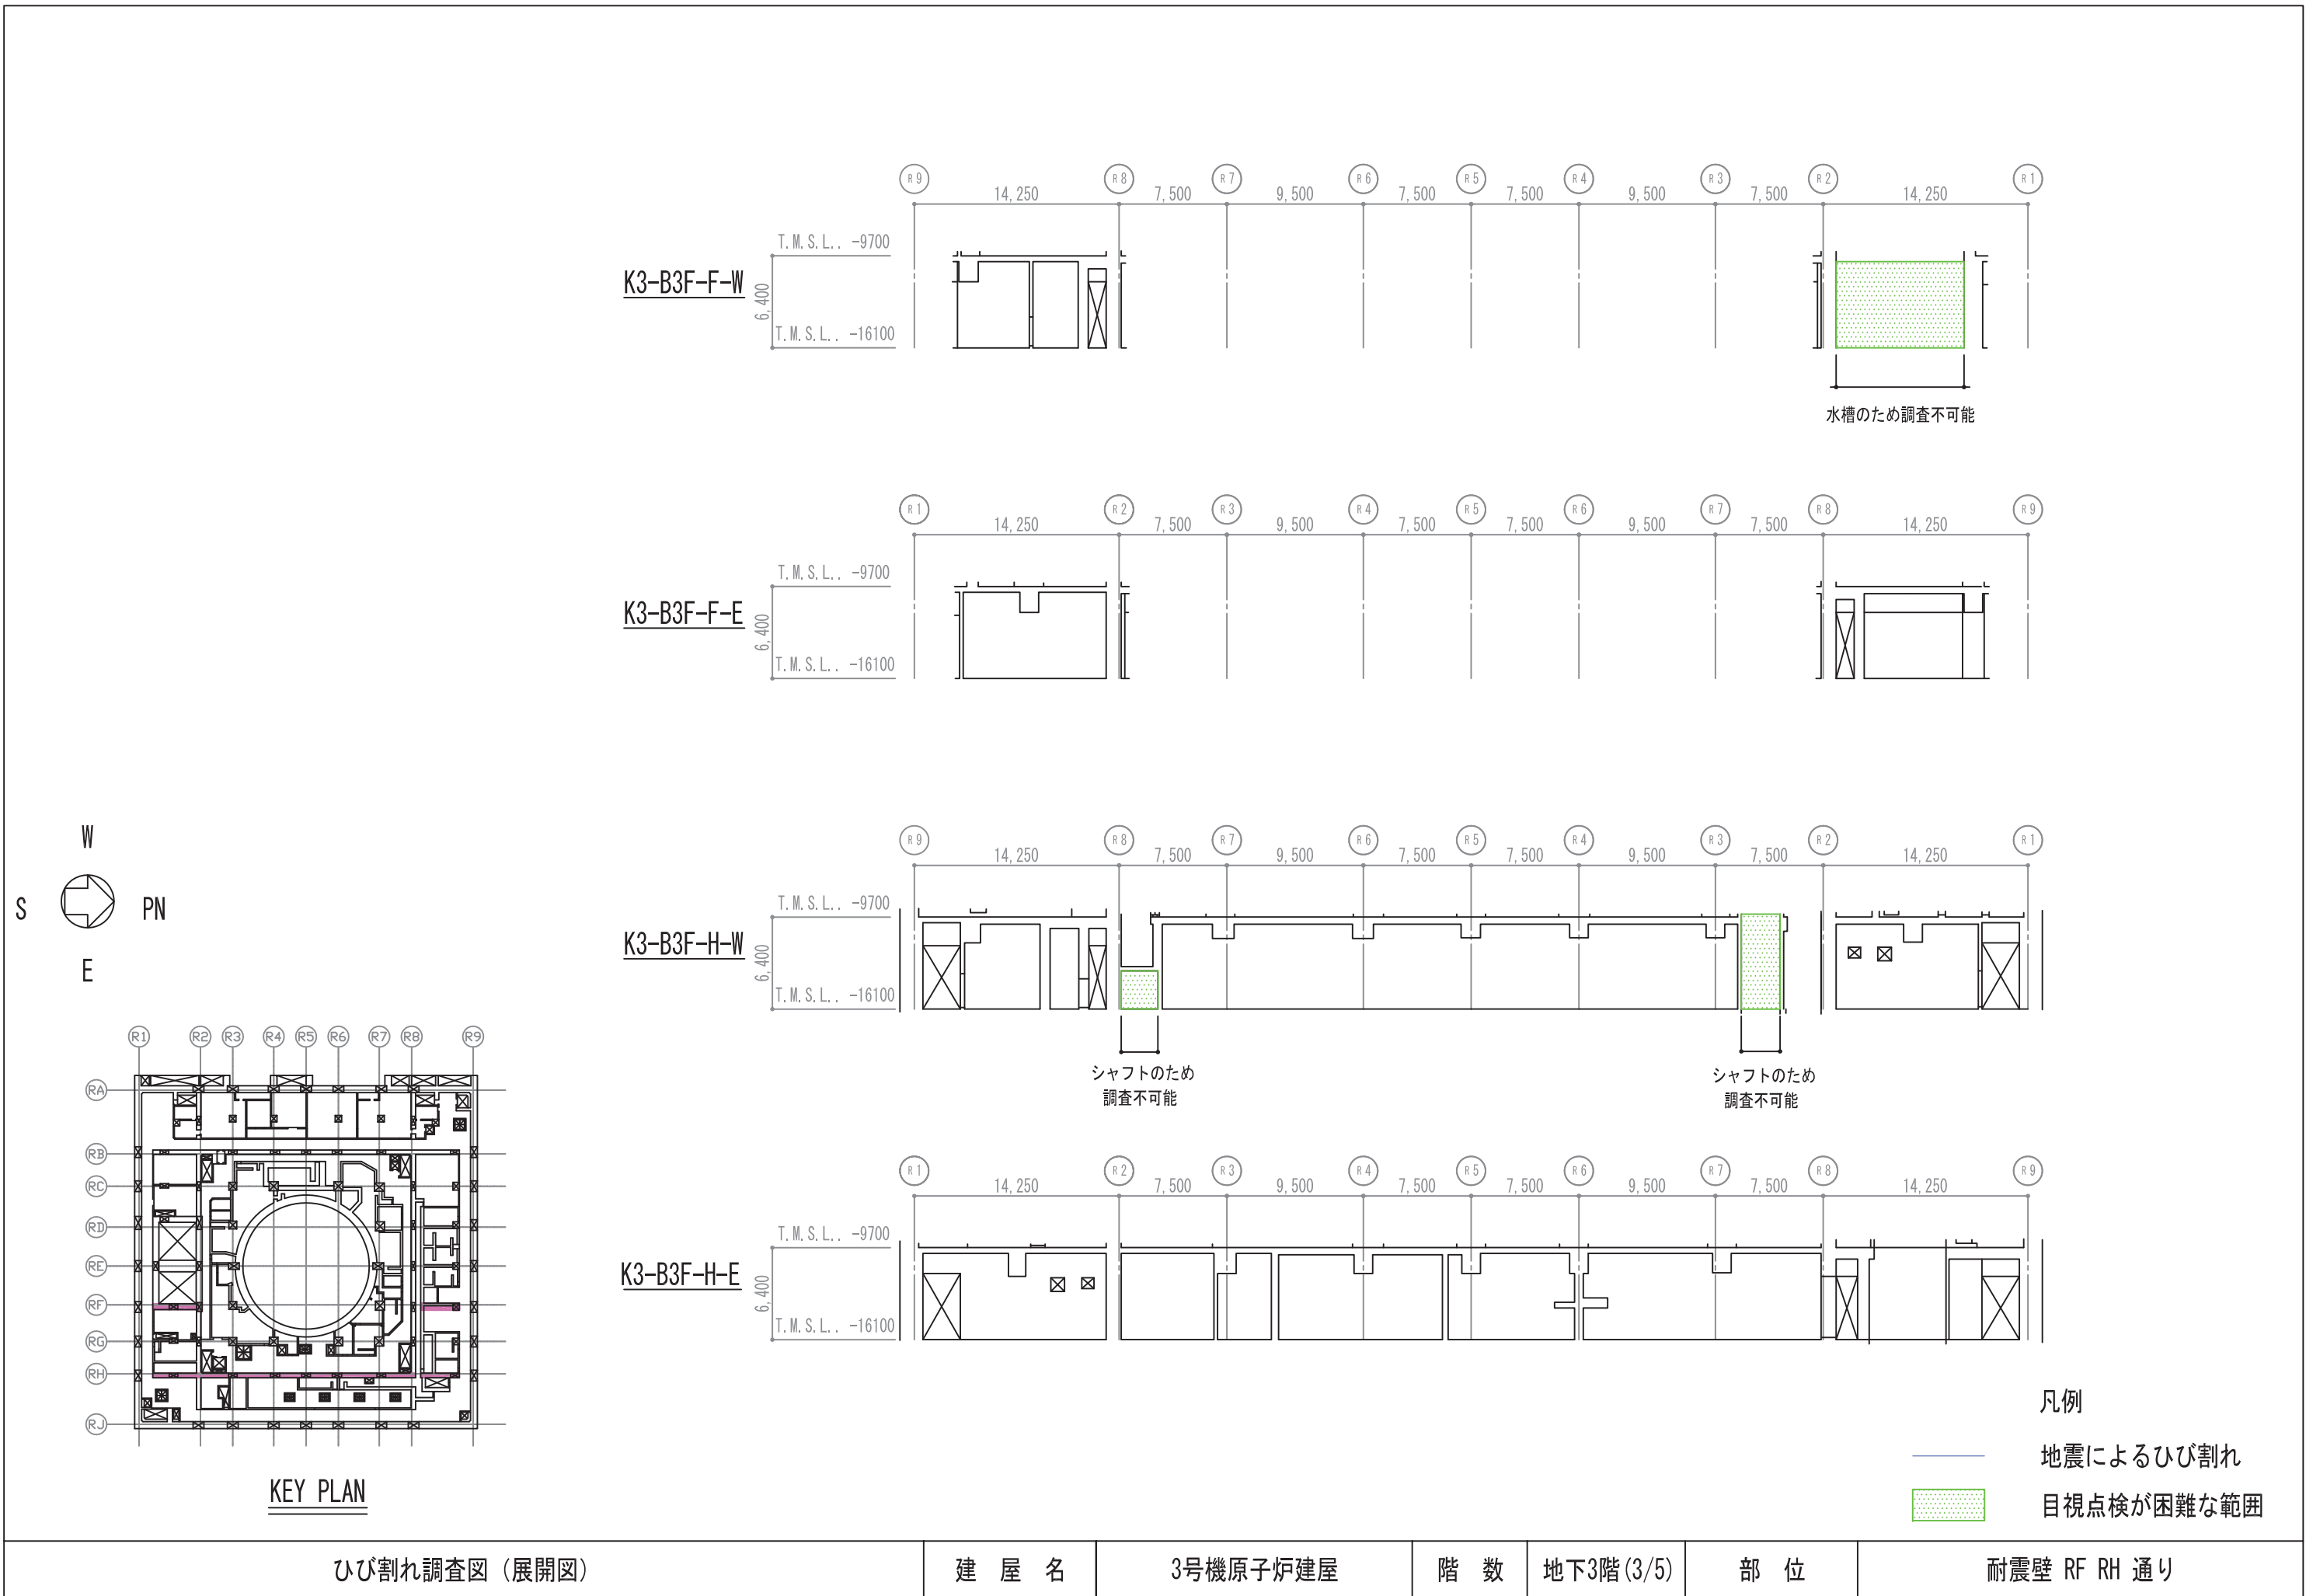 R9 R8 R7 R6 R5 R4 R3 R2 R1
14,250 7,500 9,500 7,500 7,500 9,500 7,500 14,250
T.M.S.L.. -9700
K3-B3F-F-W
6,400
T.M.S.L.. -16100
水槽のため調査不可能
R1 R2 R3 R4 R5 R6 R7 R8 R9
14,250 7,500 9,500 7,500 7,500 9,500 7,500 14,250
T.M.S.L.. -9700
K3-B3F-F-E
6,400
T.M.S.L.. -16100
R9 R8 R7 R6 R5 R4 R3 R2 R1
14,250 7,500 9,500 7,500 7,500 9,500 7,500 14,250
T.M.S.L.. -9700
K3-B3F-H-W
6,400
T.M.S.L.. -16100
シャフトのため
調査不可能
シャフトのため
調査不可能
R1 R2 R3 R4 R5 R6 R7 R8 R9
14,250 7,500 9,500 7,500 7,500 9,500 7,500 14,250
T.M.S.L.. -9700
K3-B3F-H-E
6,400
T.M.S.L.. -16100
W
S PN
E
R1 R2 R3 R4 R5 R6 R7 R8 R9
RA
RB
RC
RD
RE
RF
RG
RH
RJ
KEY PLAN
凡例
地震によるひび割れ
目視点検が困難な範囲
ひび割れ調査図（展開図） 建 屋 名 3号機原子炉建屋 階 数 地下3階(3/5) 部 位 耐震壁 RF RH 通り